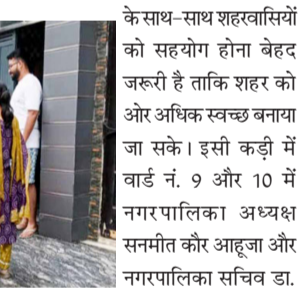 के साथ-साथ शहरवासियों
को सहयोग होना बेहद
जरूरी है ताकि शहर को
ओर अधिक स्वच्छ बनाया
जा सके। इसी कड़ी में
वार्ड नं. 9 और 10 में
नगरपालिका अध्यक्ष
सनमीत कौर आहूजा और
नगरपालिका सचिव डा.